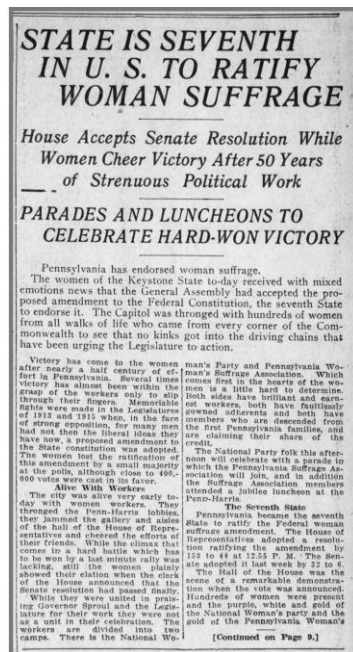 STATE IS SEVENTH
IN U. S. TO RATIFY
WOMAN SUFFRAGE
House Accepts Senate Resolution While
Women Cheer Victory After 50 Years
of Strenuous Political Work
PARADES AND LUNCHEONS TO
CELEBRATE HARD-WON VICTORY
Pennsylvania has endorsed woman suffrage.
The women of the Keystone State to-day received with mixed
emotions news that the General Assembly had accepted the pro-
posed amendment to the Federal Constitution, the seventh State
to endorse it. The Capitol was thronged with hundreds of women
from all walks of life who came from every corner of the Com-
monwealth to see that no kinks got into the driving chains that
have been urging the Legislature to action.
Victory has come to the women
after nearly a half century of ef-
fort in Pennsylvania. Several times
victory has almost been within the
grasp of the workers only to slip
through their fingers. Memorable
fights were made in the Legislatures
of 1913 and 1915 when, in the face
of strong opposition, for many men
had not then the liberal ideas they
have now, a proposed amendment to
the State constitution was adopted.
The women lost the ratification of
this amendment by a small majority
at the polls, although close to 400,-
000 votes were cast in its favor.
Alive With Workers
The city was alive very early to-
day with women workers. They
thronged the Penn-Harris lobbies,
they jammed the gallery and aisles
of the hall of the House of Repre-
sentatives and cheered the efforts of
their friends. While the climax that
comes in a hard battle which has
to be won by a last minute rally was
lacking, still the women plainly
showed their elation when the clerk
of the House announced that the
Senate resolution had passed finally.
While they were united in prais-
ing Governor Sproul and the Legis-
lature for their work they were not
as a unit in their celebration. The
workers are divided into two
camps. There is the National Wo-
man's Party and Pennsylvania Wo-
man's Suffrage Association. Which
comes first in the hearts of the wo-
men is a little hard to determine.
Both sides have brilliant and earn-
est workers, both have faultlessly
gowned adherents and both have
members who are descended from
the first Pennsylvania families, and
are claiming their share of the
credit.
The National Party folk this after-
noon will celebrate with a parade in
which the Pennsylvania Suffrage As-
sociation will join, and in addition
the Suffrage Association members
attended a jubilee luncheon at the
Penn-Harris.
The Seventh State
Pennsylvania became the seventh
State to ratify the Federal woman
suffrage amendment. The House of
Representatives adopted a resolu-
tion ratifying the amendment by
153 to 44 at 12.55 P. M. The Sen-
ate adopted it last week by 32 to 6.
The Hall of the House was the
scene of a remarkable demonstra-
tion when the vote was announced.
Hundreds of women were present
and the purple, white and gold of
the National Woman's party and the
gold of the Pennsylvania Woman's
[Continued on Page 9.]